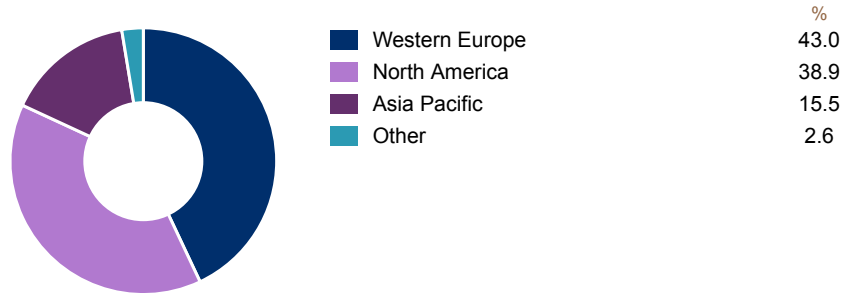 %
Western Europe 43.0
North America 38.9
Asia Pacific 15.5
Other 2.6